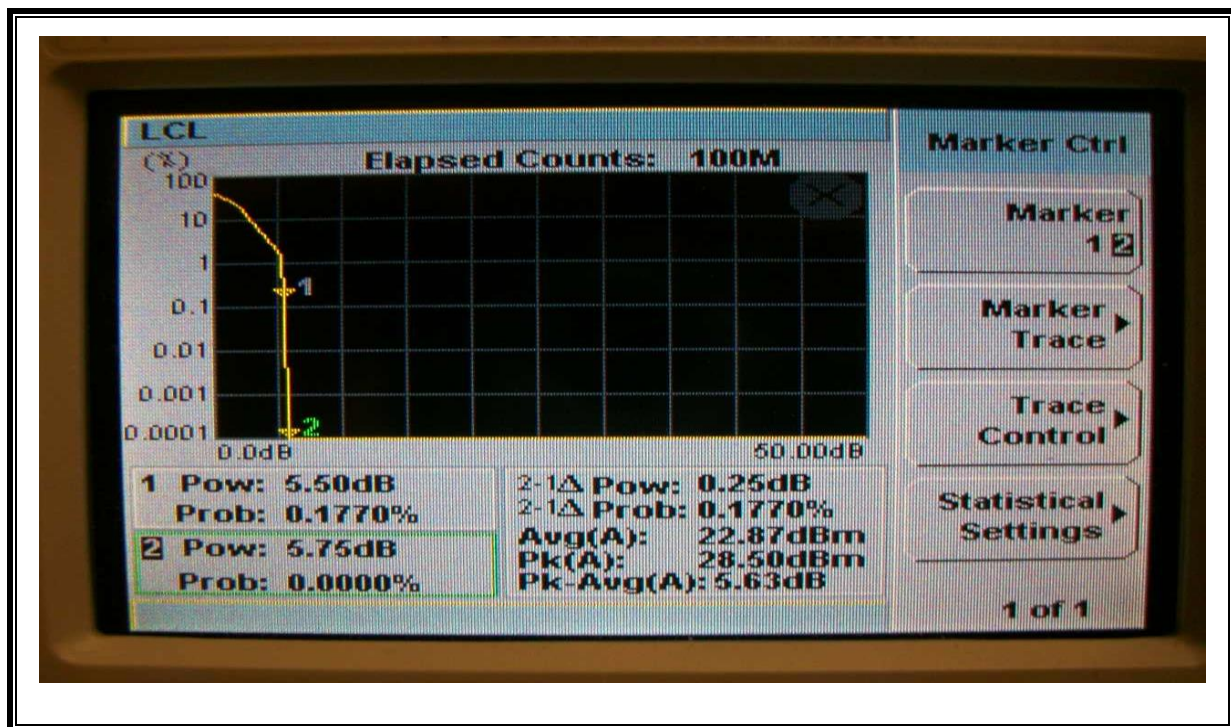 LCL
(%)
Elapsed Counts: 100M
100
10
1
0.1
0.01
0.001
0.0001
1
2
0.0dB
50.00dB
1 Pow: 5.50dB
Prob: 0.1770%
2 Pow: 5.75dB
Prob: 0.0000%
2-1Δ Pow: 0.25dB
2-1Δ Prob: 0.1770%
Avg(A): 22.87dBm
Pk(A): 28.50dBm
Pk-Avg(A): 5.63dB
Marker Ctrl
Marker
1 2
Marker
Trace
Trace
Control
Statistical
Settings
1 of 1